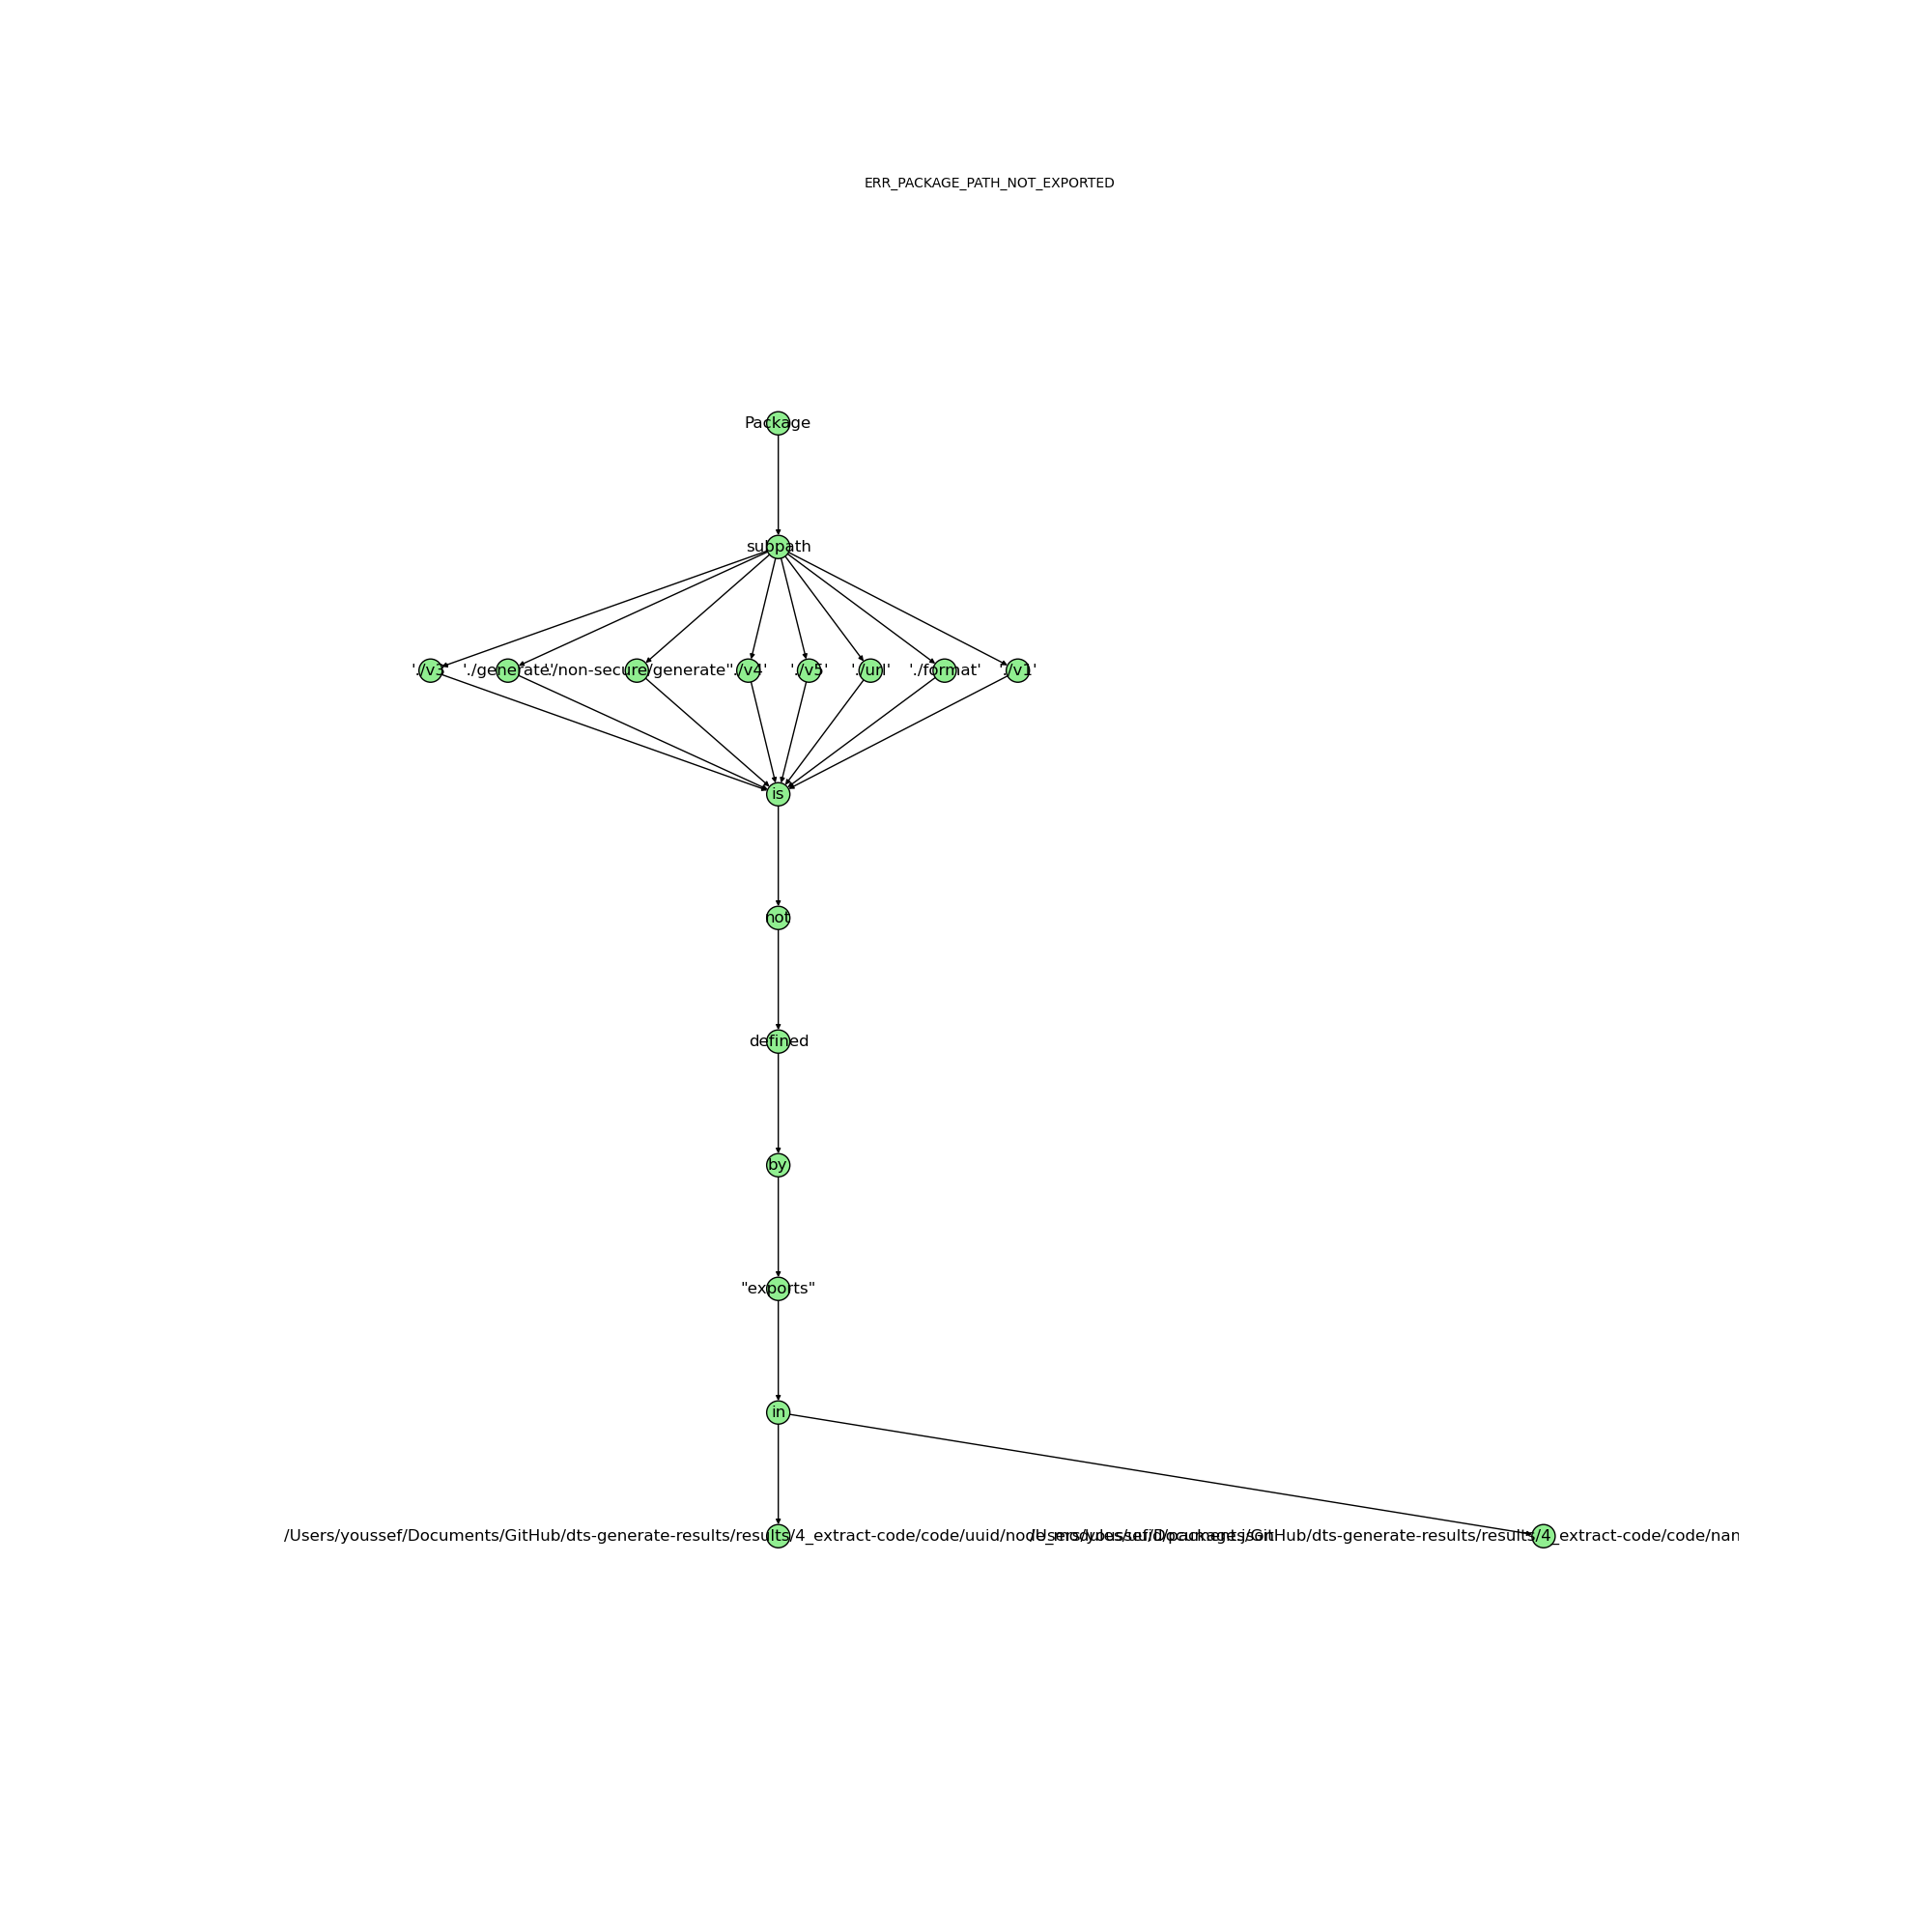 ERR_PACKAGE_PATH_NOT_EXPORTED
Package
subpath
'./v3' './generate' './non-secure/generate' './v4' './v5' './url' './format' './v1'
is
not
defined
by
"exports"
in
/Users/youssef/Documents/GitHub/dts-generate-results/results/4_extract-code/code/uuid/node_modules/uuid/package.json /Users/youssef/Documents/GitHub/dts-generate-results/results/4_extract-code/code/nan